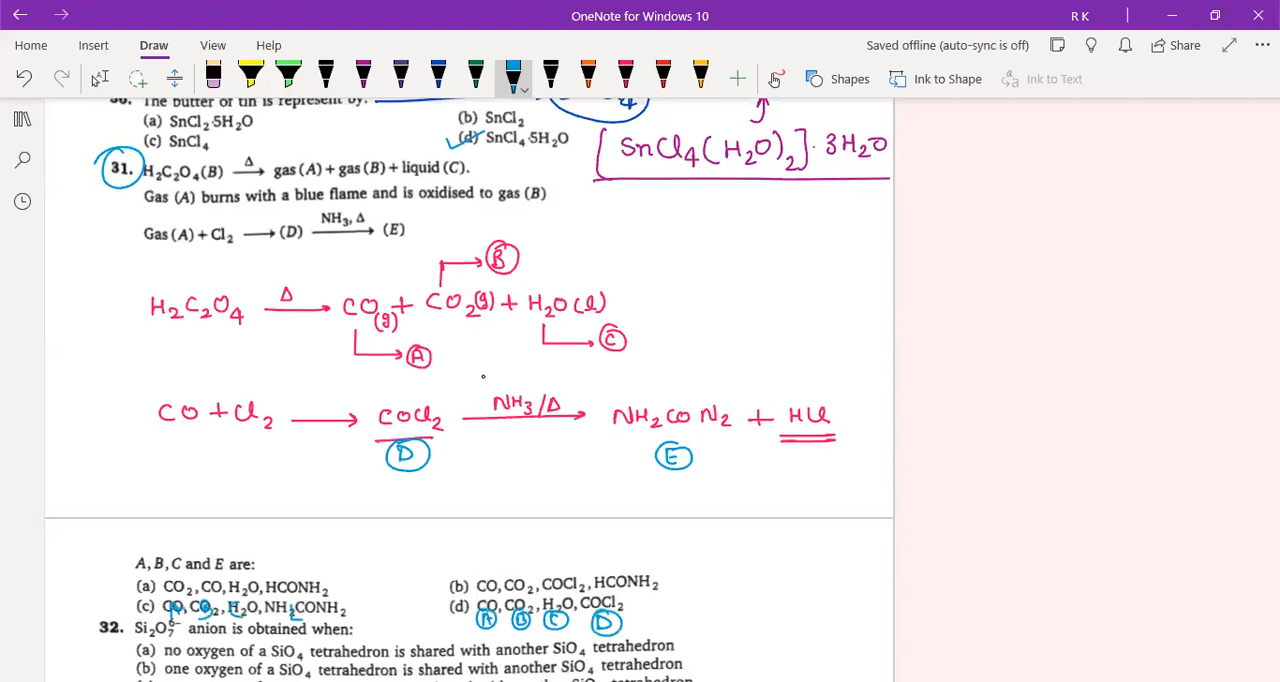 OneNote for Windows 10
R K
Home Insert Draw View Help
Saved offline (auto-sync is off) Share
Shapes Ink to Shape Ink to Text
The butter of tin is represent by:
(a) SnCl2·5H2O (b) SnCl2
(c) SnCl4 (d) SnCl4·5H2O
[SnCl4(H2O)2]·3H2O
31. H2C2O4(B) Δ→ gas (A) + gas (B) + liquid (C).
Gas (A) burns with a blue flame and is oxidised to gas (B)
Gas (A) + Cl2 → (D) NH3, Δ→ (E)
B
H2C2O4 Δ→ CO(g) + CO2(g) + H2O(l)
A C
CO + Cl2 → COCl2 NH3/Δ→ NH2CON2 + HCl
D E
A, B, C and E are:
(a) CO2, CO, H2O, HCONH2 (b) CO, CO2, COCl2, HCONH2
(c) CO, CO2, H2O, NH2CONH2 (d) CO, CO2, H2O, COCl2
A B C D
32. Si2O7^6− anion is obtained when:
(a) no oxygen of a SiO4 tetrahedron is shared with another SiO4 tetrahedron
(b) one oxygen of a SiO4 tetrahedron is shared with another SiO4 tetrahedron